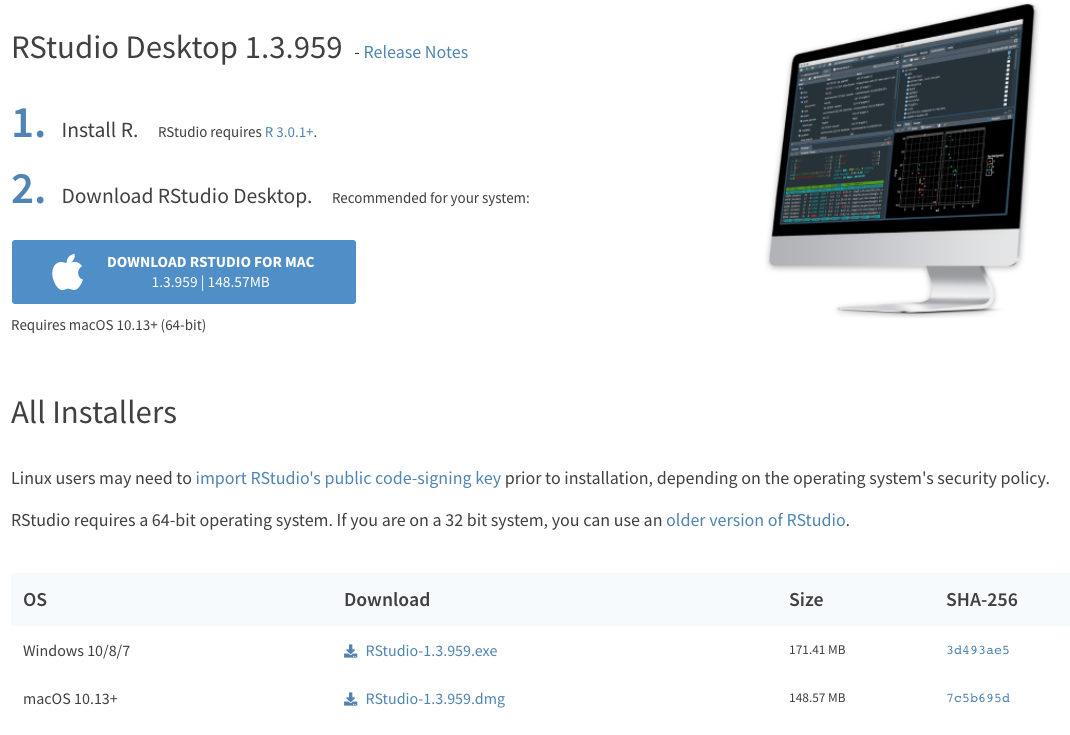 RStudio Desktop 1.3.959 - Release Notes
1. Install R. RStudio requires R 3.0.1+.
2. Download RStudio Desktop. Recommended for your system:
DOWNLOAD RSTUDIO FOR MAC
1.3.959 | 148.57MB
Requires macOS 10.13+ (64-bit)
All Installers
Linux users may need to import RStudio's public code-signing key prior to installation, depending on the operating system's security policy.
RStudio requires a 64-bit operating system. If you are on a 32 bit system, you can use an older version of RStudio.
OS Download Size SHA-256
Windows 10/8/7 RStudio-1.3.959.exe 171.41 MB 3d493ae5
macOS 10.13+ RStudio-1.3.959.dmg 148.57 MB 7c5b695d